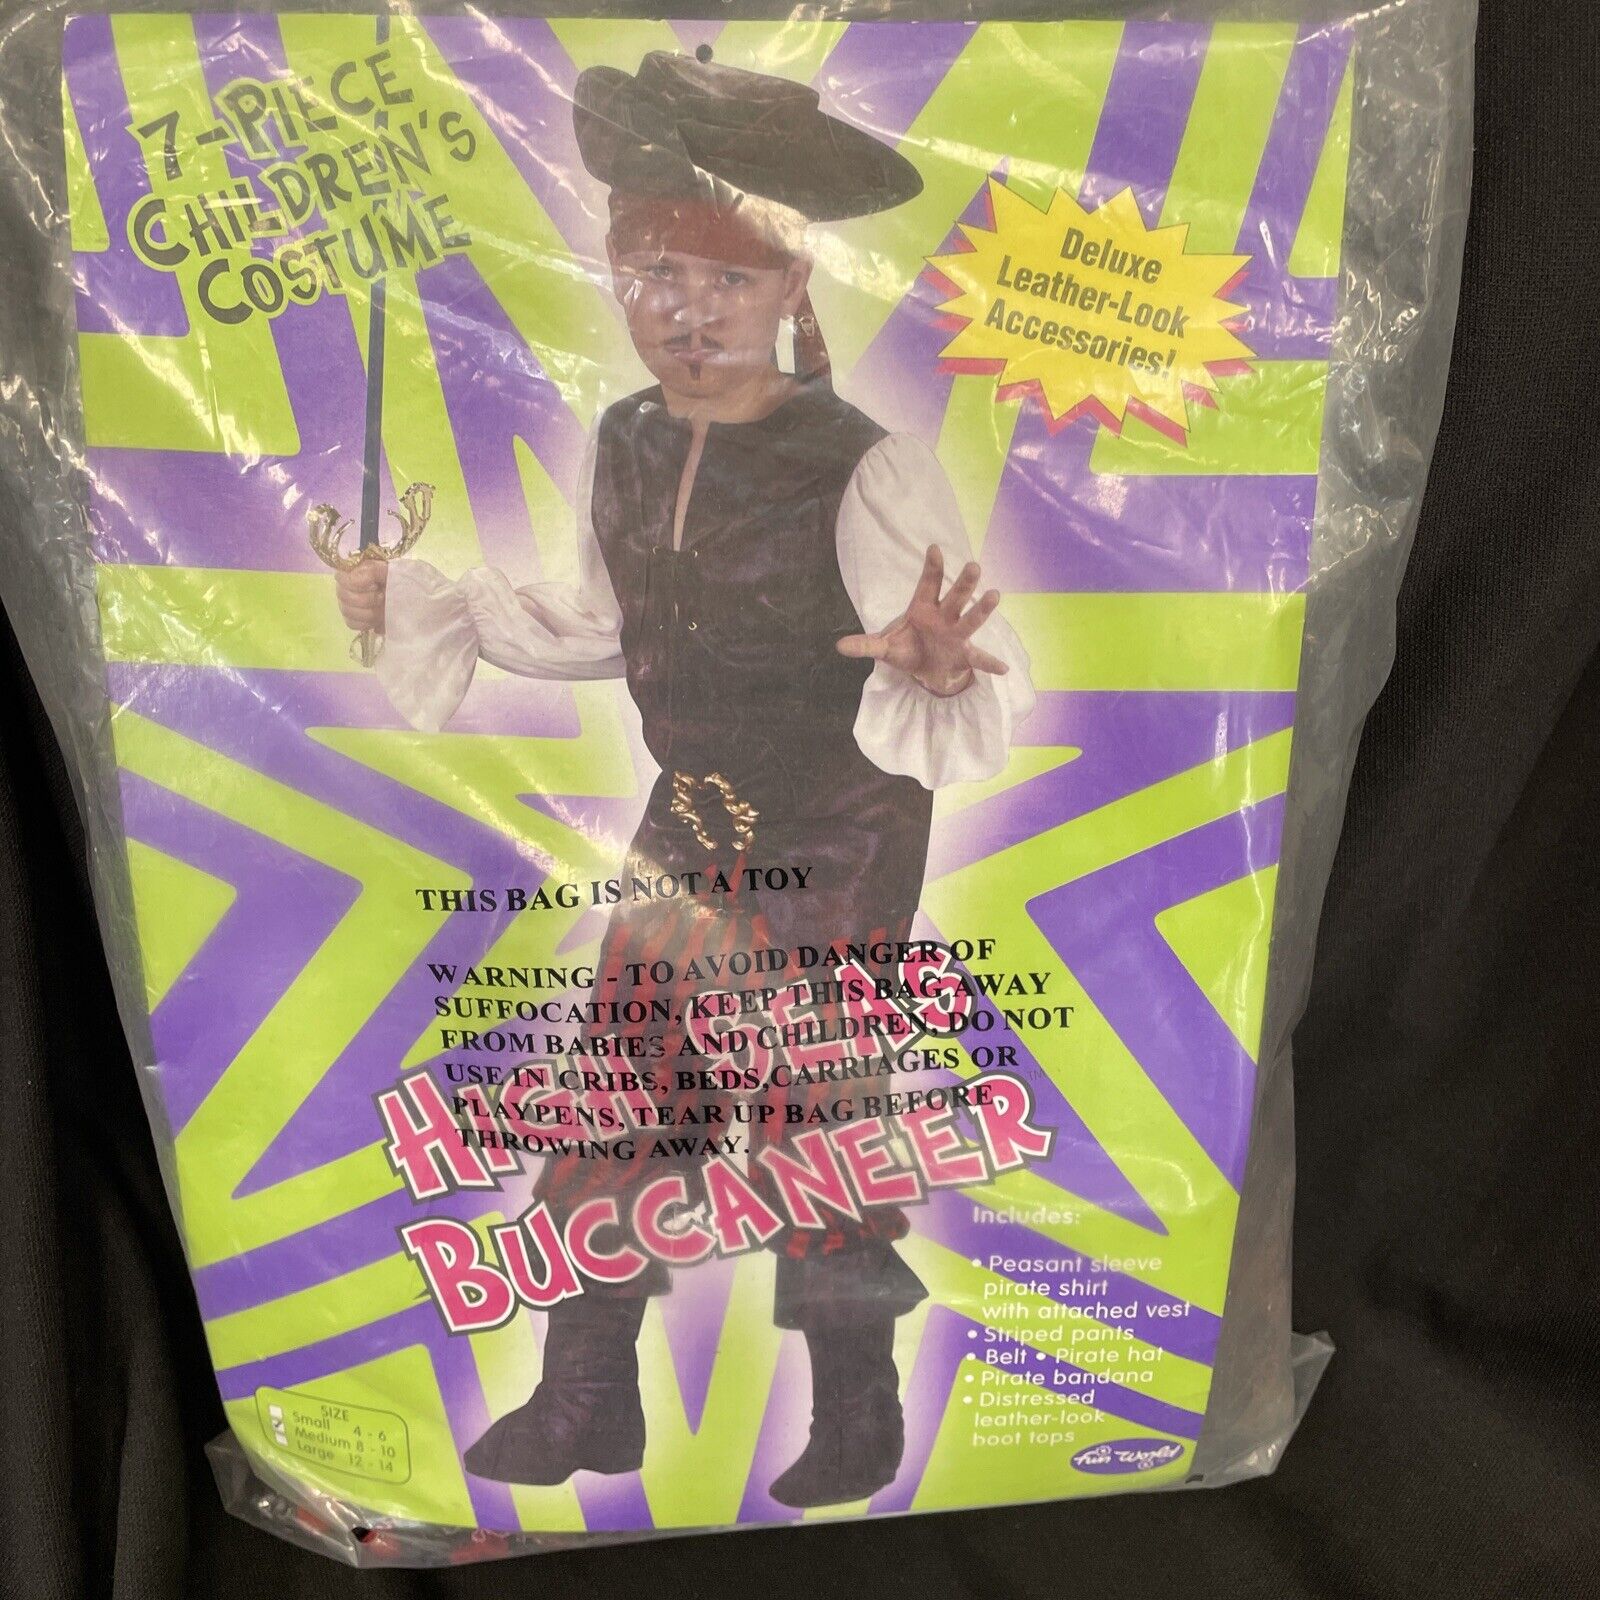 7-PIECE
CHILDREN'S
COSTUME
Deluxe
Leather-Look
Accessories!
THIS BAG IS NOT A TOY
WARNING - TO AVOID DANGER OF
SUFFOCATION, KEEP THIS BAG AWAY
FROM BABIES AND CHILDREN, DO NOT
USE IN CRIBS, BEDS,CARRIAGES OR
PLAYPENS, TEAR UP BAG BEFORE
THROWING AWAY.
HIGH SEAS
BUCCANEER™
Includes:
• Peasant sleeve
pirate shirt
with attached vest
• Striped pants
• Belt • Pirate hat
• Pirate bandana
• Distressed
leather-look
boot tops
SIZE
Small 4 - 6
Medium 8 - 10
Large 12 - 14
fun world